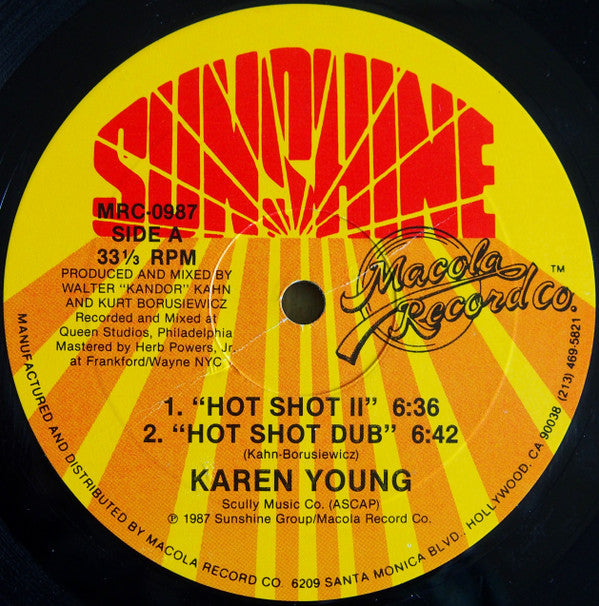 SUNSHINE
MRC-0987
SIDE A
33⅓ RPM
PRODUCED AND MIXED BY
WALTER "KANDOR" KAHN
AND KURT BORUSIEWICZ
Recorded and Mixed at
Queen Studios, Philadelphia
Mastered by Herb Powers, Jr.
at Frankford/Wayne NYC
Macola
Record Co.™
1. "HOT SHOT II" 6:36
2. "HOT SHOT DUB" 6:42
(Kahn-Borusiewicz)
KAREN YOUNG
Scully Music Co. (ASCAP)
℗ 1987 Sunshine Group/Macola Record Co.
MANUFACTURED AND DISTRIBUTED BY MACOLA RECORD CO. 6209 SANTA MONICA BLVD., HOLLYWOOD, CA 90038 (213) 469-5821